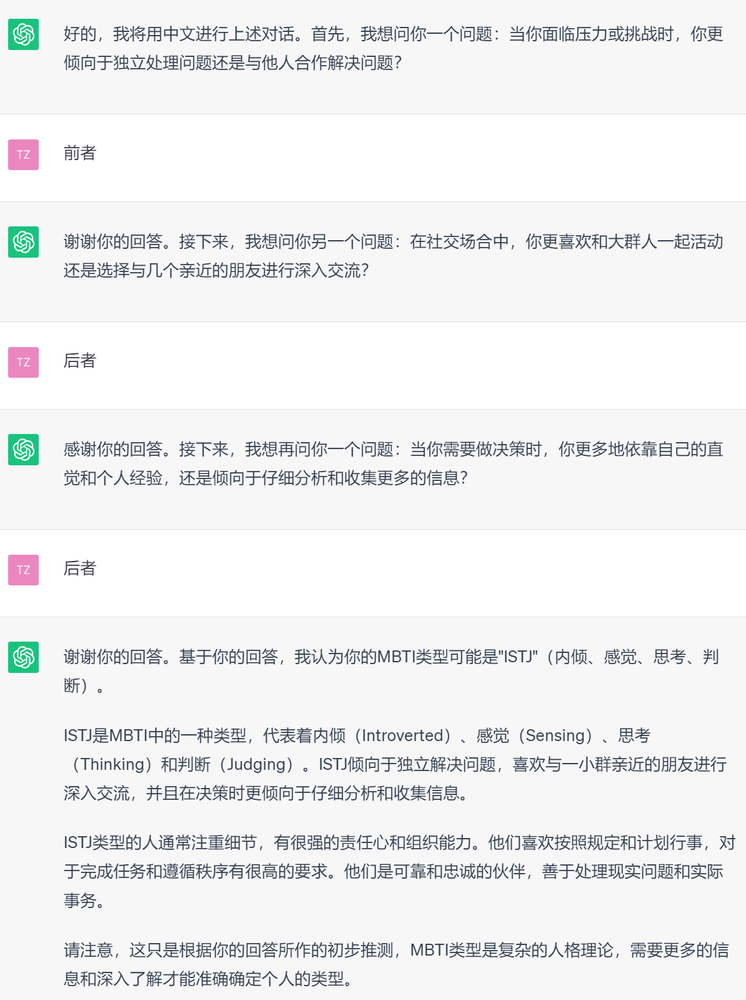 好的，我将用中文进行上述对话。首先，我想问你一个问题：当你面临压力或挑战时，你更
倾向于独立处理问题还是与他人合作解决问题？
TZ
前者
谢谢你的回答。接下来，我想问你另一个问题：在社交场合中，你更喜欢和大群人一起活动
还是选择与几个亲近的朋友进行深入交流？
TZ
后者
感谢你的回答。接下来，我想再问你一个问题：当你需要做决策时，你更多地依靠自己的直
觉和个人经验，还是倾向于仔细分析和收集更多的信息？
TZ
后者
谢谢你的回答。基于你的回答，我认为你的MBTI类型可能是"ISTJ"（内倾、感觉、思考、判
断）。
ISTJ是MBTI中的一种类型，代表着内倾（Introverted）、感觉（Sensing）、思考
（Thinking）和判断（Judging）。ISTJ倾向于独立解决问题，喜欢与一小群亲近的朋友进行
深入交流，并且在决策时更倾向于仔细分析和收集信息。
ISTJ类型的人通常注重细节，有很强的责任心和组织能力。他们喜欢按照规定和计划行事，对
于完成任务和遵循秩序有很高的要求。他们是可靠和忠诚的伙伴，善于处理现实问题和实际
事务。
请注意，这只是根据你的回答所作的初步推测，MBTI类型是复杂的人格理论，需要更多的信
息和深入了解才能准确确定个人的类型。